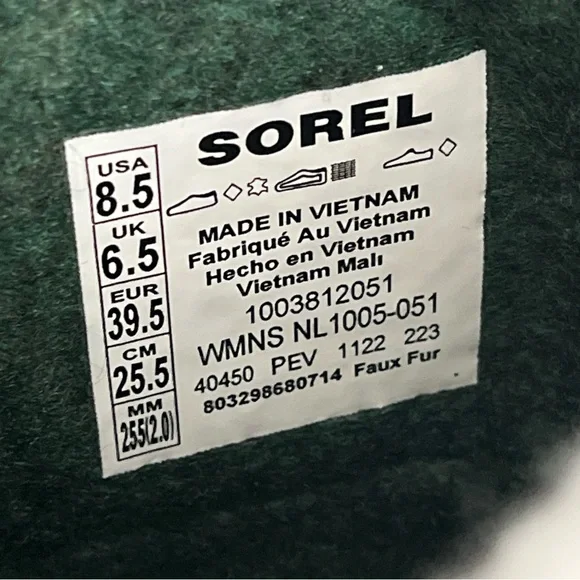 SOREL
USA
8.5
UK
6.5
EUR
39.5
CM
25.5
MM
255(2.0)
MADE IN VIETNAM
Fabriqué Au Vietnam
Hecho en Vietnam
Vietnam Malı
1003812051
WMNS NL1005-051
40450 PEV 1122 223
803298680714 Faux Fur